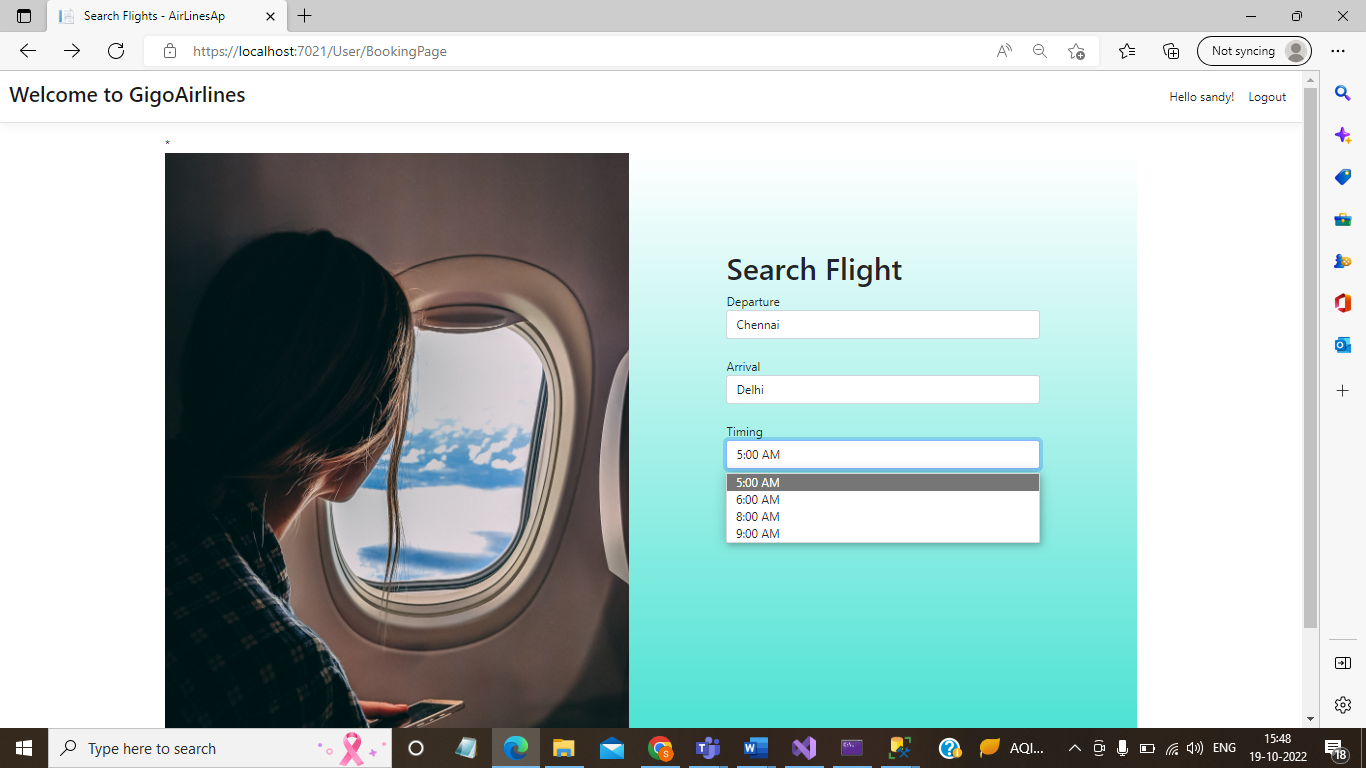 Search Flights - AirLinesAp
https://localhost:7021/User/BookingPage
Not syncing
Welcome to GigoAirlines
Hello sandy! Logout
*
Search Flight
Departure
Chennai
Arrival
Delhi
Timing
5:00 AM
5:00 AM
6:00 AM
8:00 AM
9:00 AM
Type here to search
AQI...
ENG
15:48
19-10-2022
18